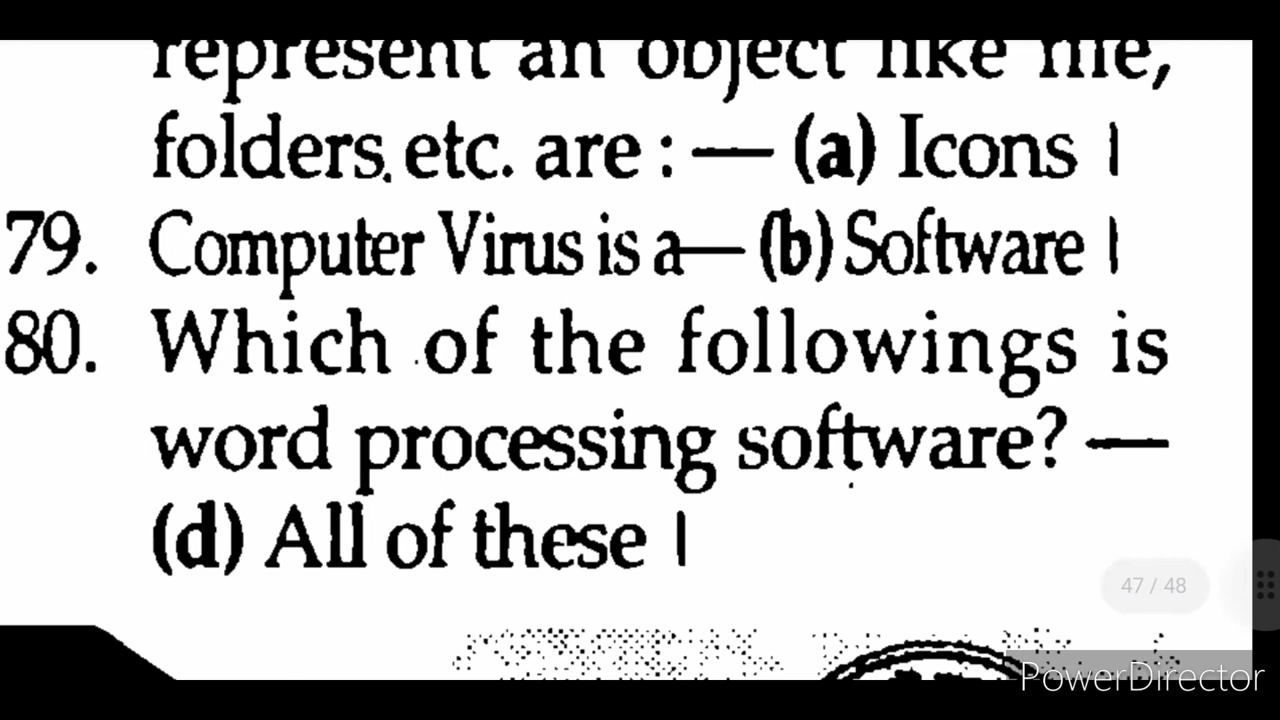 represent an object like file,
folders. etc. are : — (a) Icons |
79. Computer Virus is a— (b) Software |
80. Which of the followings is
word processing software? —
(d) All of these |
47 / 48
PowerDirector